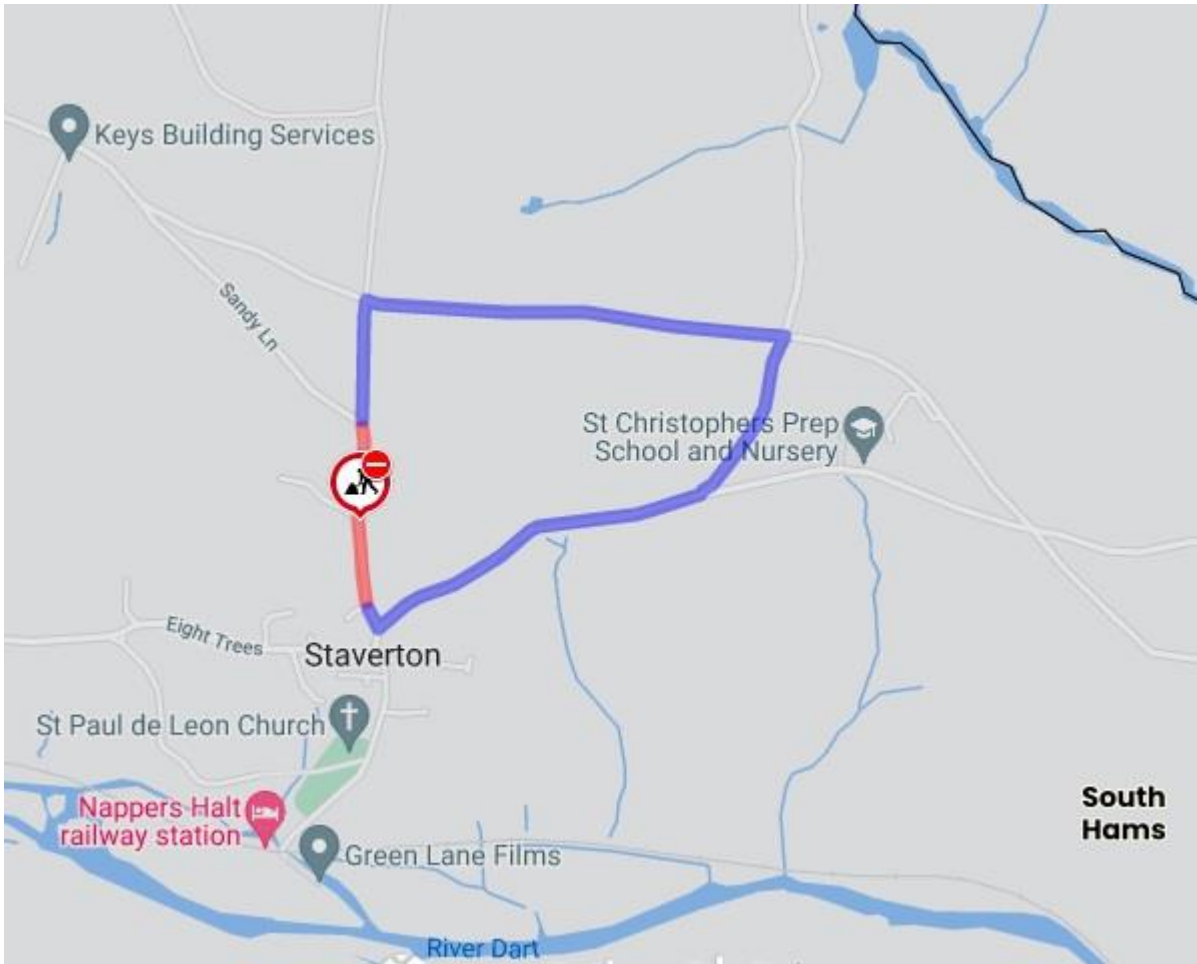 Keys Building Services
Sandy Ln
St Christophers Prep
School and Nursery
Eight Trees
Staverton
St Paul de Leon Church
Nappers Halt
railway station
South
Hams
Green Lane Films
River Dart